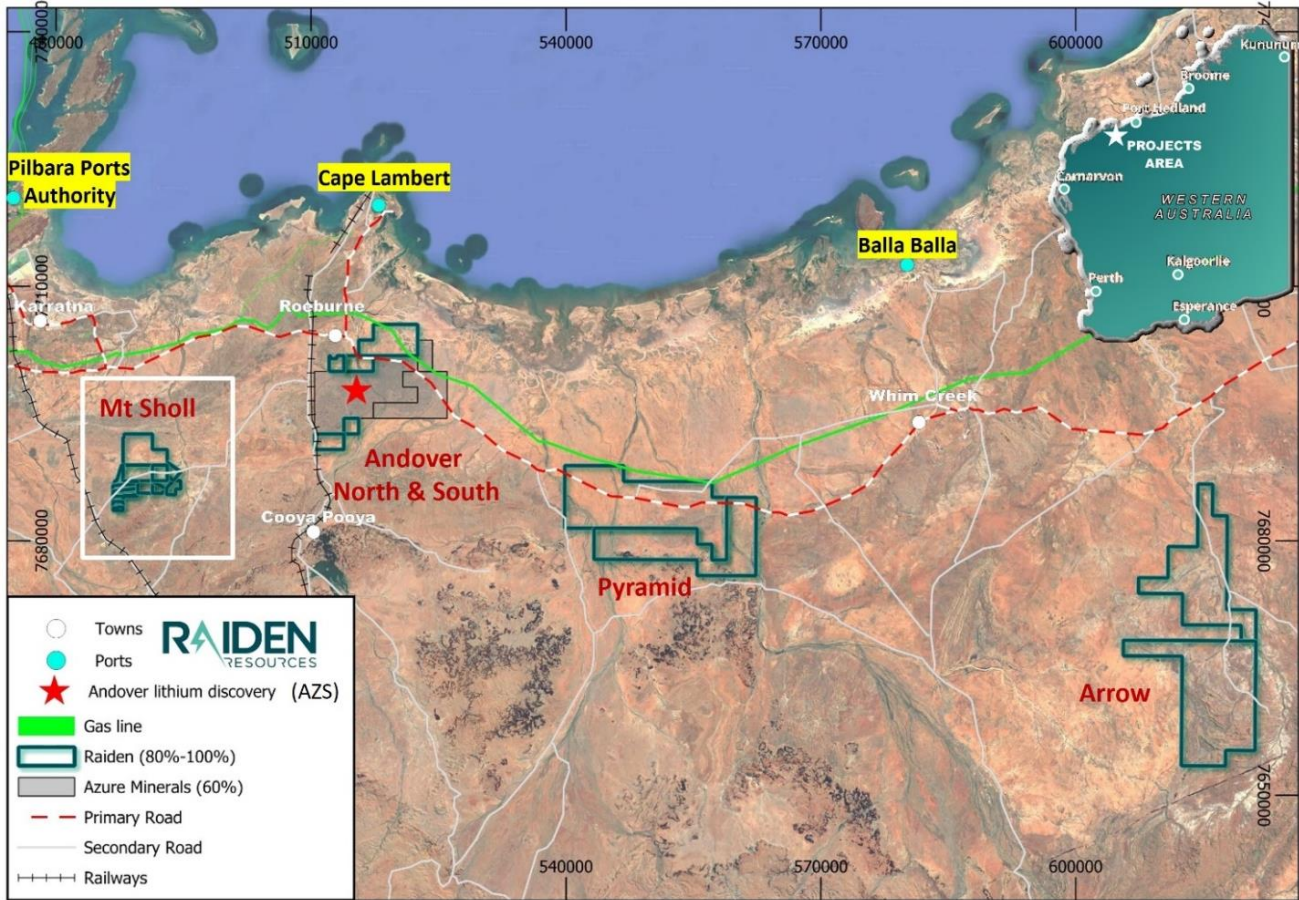 510000
540000
570000
600000
Kununurra
Broome
Port Hedland
PROJECTS
AREA
Carnarvon
WESTERN
AUSTRALIA
Kalgoorlie
Perth
Esperance
Pilbara Ports
Authority
Cape Lambert
Balla Balla
Karratna
Roeburne
Whim Creek
Mt Sholl
Andover
North & South
Cooya Pooya
7680000
7680000
Pyramid
Arrow
7650000
Towns
RAIDEN
RESOURCES
Ports
Andover lithium discovery (AZS)
Gas line
Raiden (80%-100%)
Azure Minerals (60%)
Primary Road
Secondary Road
Railways
540000
570000
600000